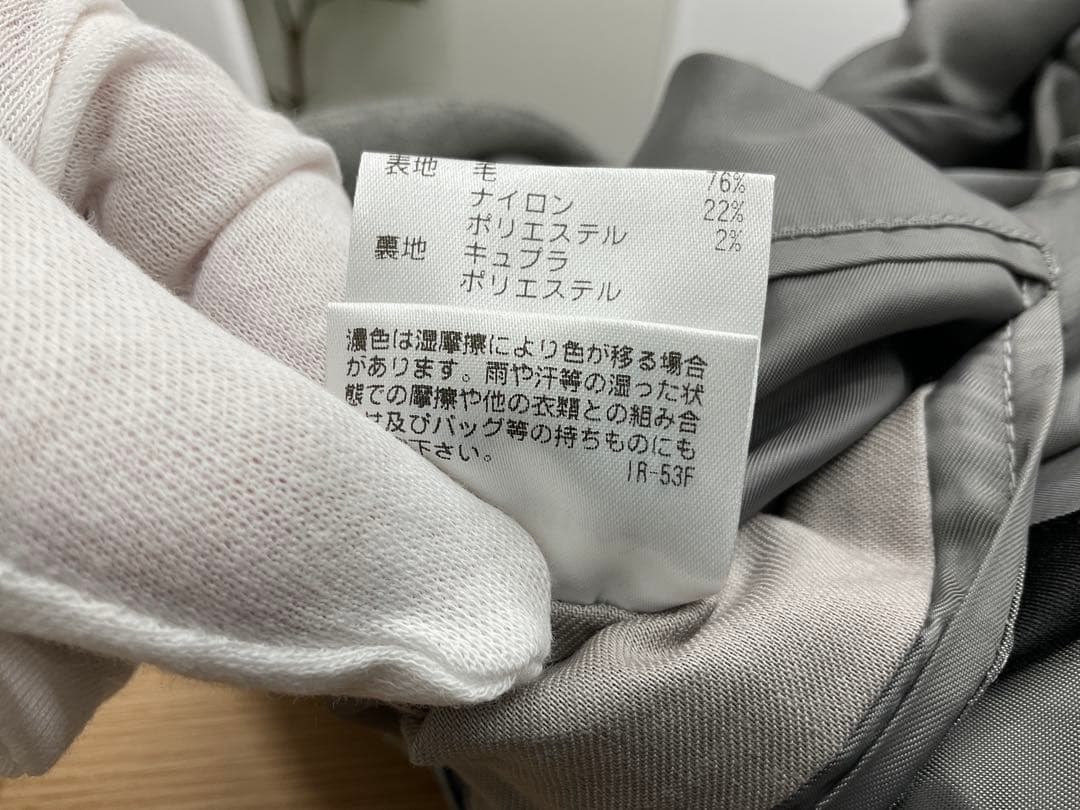 表地 毛 76%
ナイロン 22%
ポリエステル 2%
裏地 キュプラ
ポリエステル
濃色は湿摩擦により色が移る場合
があります。雨や汗等の湿った状
態での摩擦や他の衣類との組み合
及びバッグ等の持ちものにも
下さい。
IR-53F